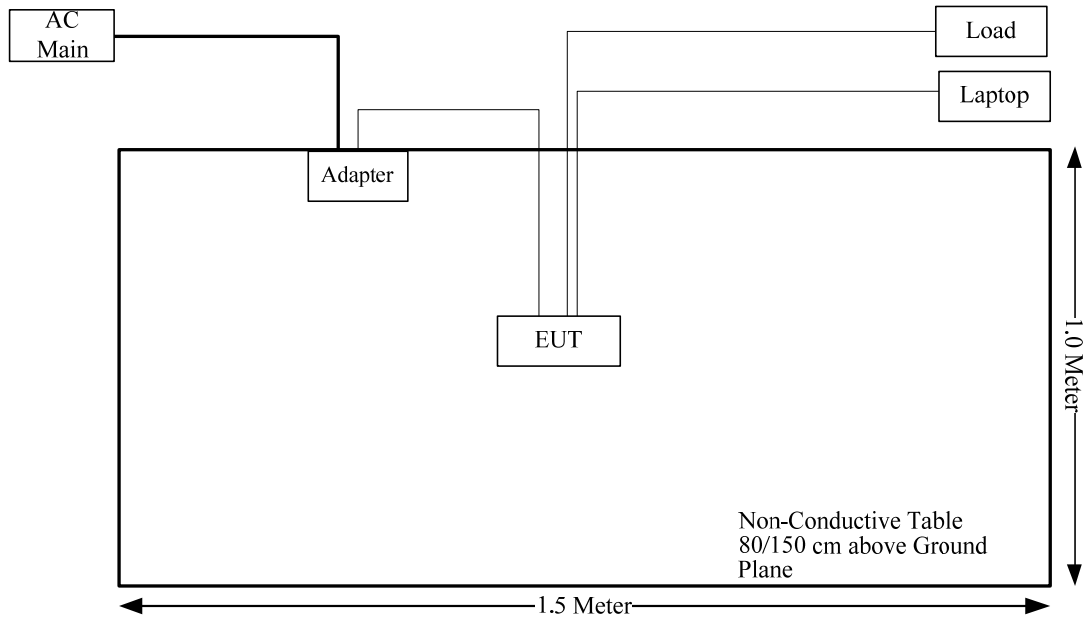 AC
Main
Load
Laptop
Adapter
EUT
1.0 Meter
Non-Conductive Table
80/150 cm above Ground
Plane
1.5 Meter